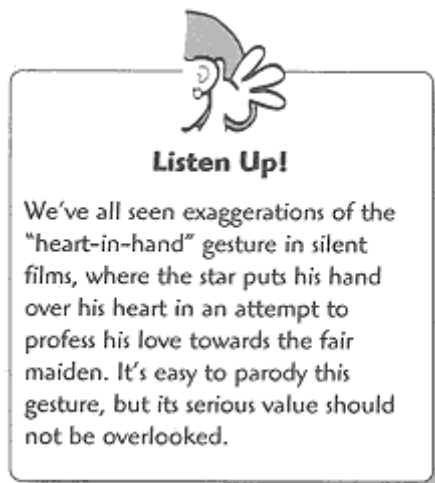 Listen Up!
We've all seen exaggerations of the
"heart-in-hand" gesture in silent
films, where the star puts his hand
over his heart in an attempt to
profess his love towards the fair
maiden. It's easy to parody this
gesture, but its serious value should
not be overlooked.